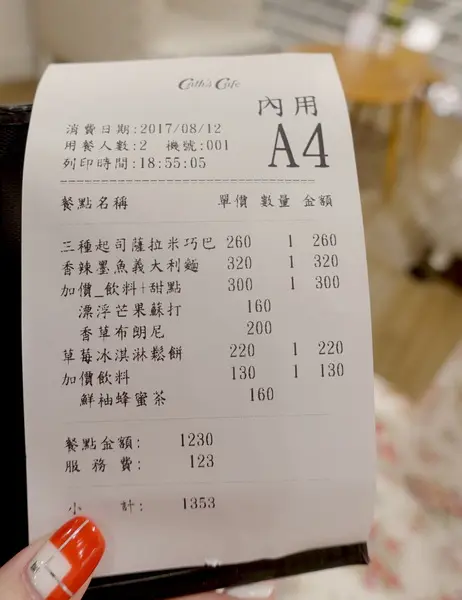 Cath's Cafe
內用
A4
消費日期:2017/08/12
用餐人數:2 機號:001
列印時間:18:55:05
餐點名稱 單價 數量 金額
三種起司薩拉米巧巴 260 1 260
香辣墨魚義大利麵 320 1 320
加價_飲料+甜點 300 1 300
漂浮芒果蘇打 160
香草布朗尼 200
草莓冰淇淋鬆餅 220 1 220
加價飲料 130 1 130
鮮袖蜂蜜茶 160
餐點金額: 1230
服務費: 123
小 計: 1353